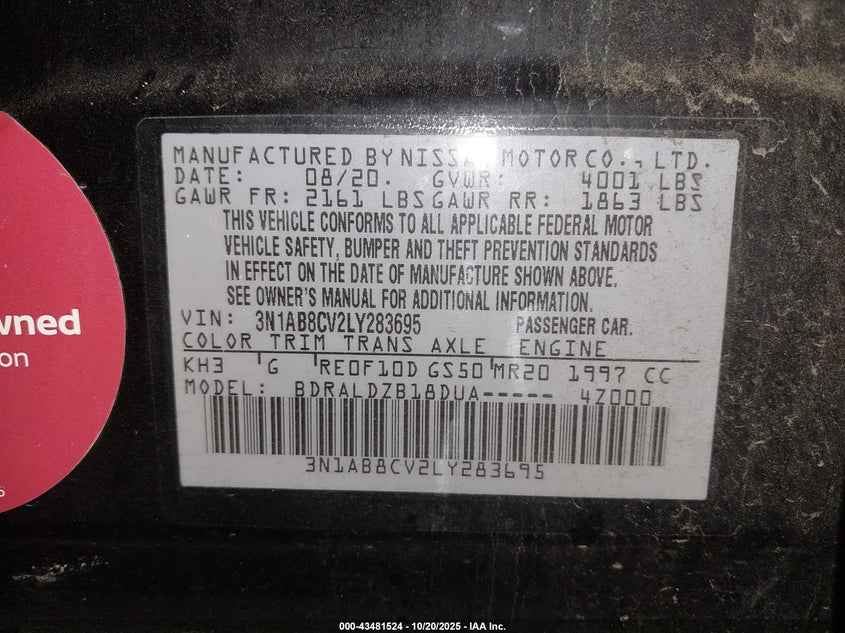 MANUFACTURED BY NISSAN MOTOR CO., LTD.
DATE: 08/20. GVWR: 4001 LBS
GAWR FR: 2161 LBS GAWR RR: 1863 LBS
THIS VEHICLE CONFORMS TO ALL APPLICABLE FEDERAL MOTOR
VEHICLE SAFETY, BUMPER AND THEFT PREVENTION STANDARDS
IN EFFECT ON THE DATE OF MANUFACTURE SHOWN ABOVE.
SEE OWNER'S MANUAL FOR ADDITIONAL INFORMATION.
VIN: 3N1AB8CV2LY283695 PASSENGER CAR.
COLOR TRIM TRANS AXLE ENGINE
KH3 G RE0F10D GS50 MR20 1997 CC
MODEL: BDRALDZB18DUA----- 4Z000
3N1AB8CV2LY283695
wned
on
000-43481524 - 10/20/2025 - IAA Inc.